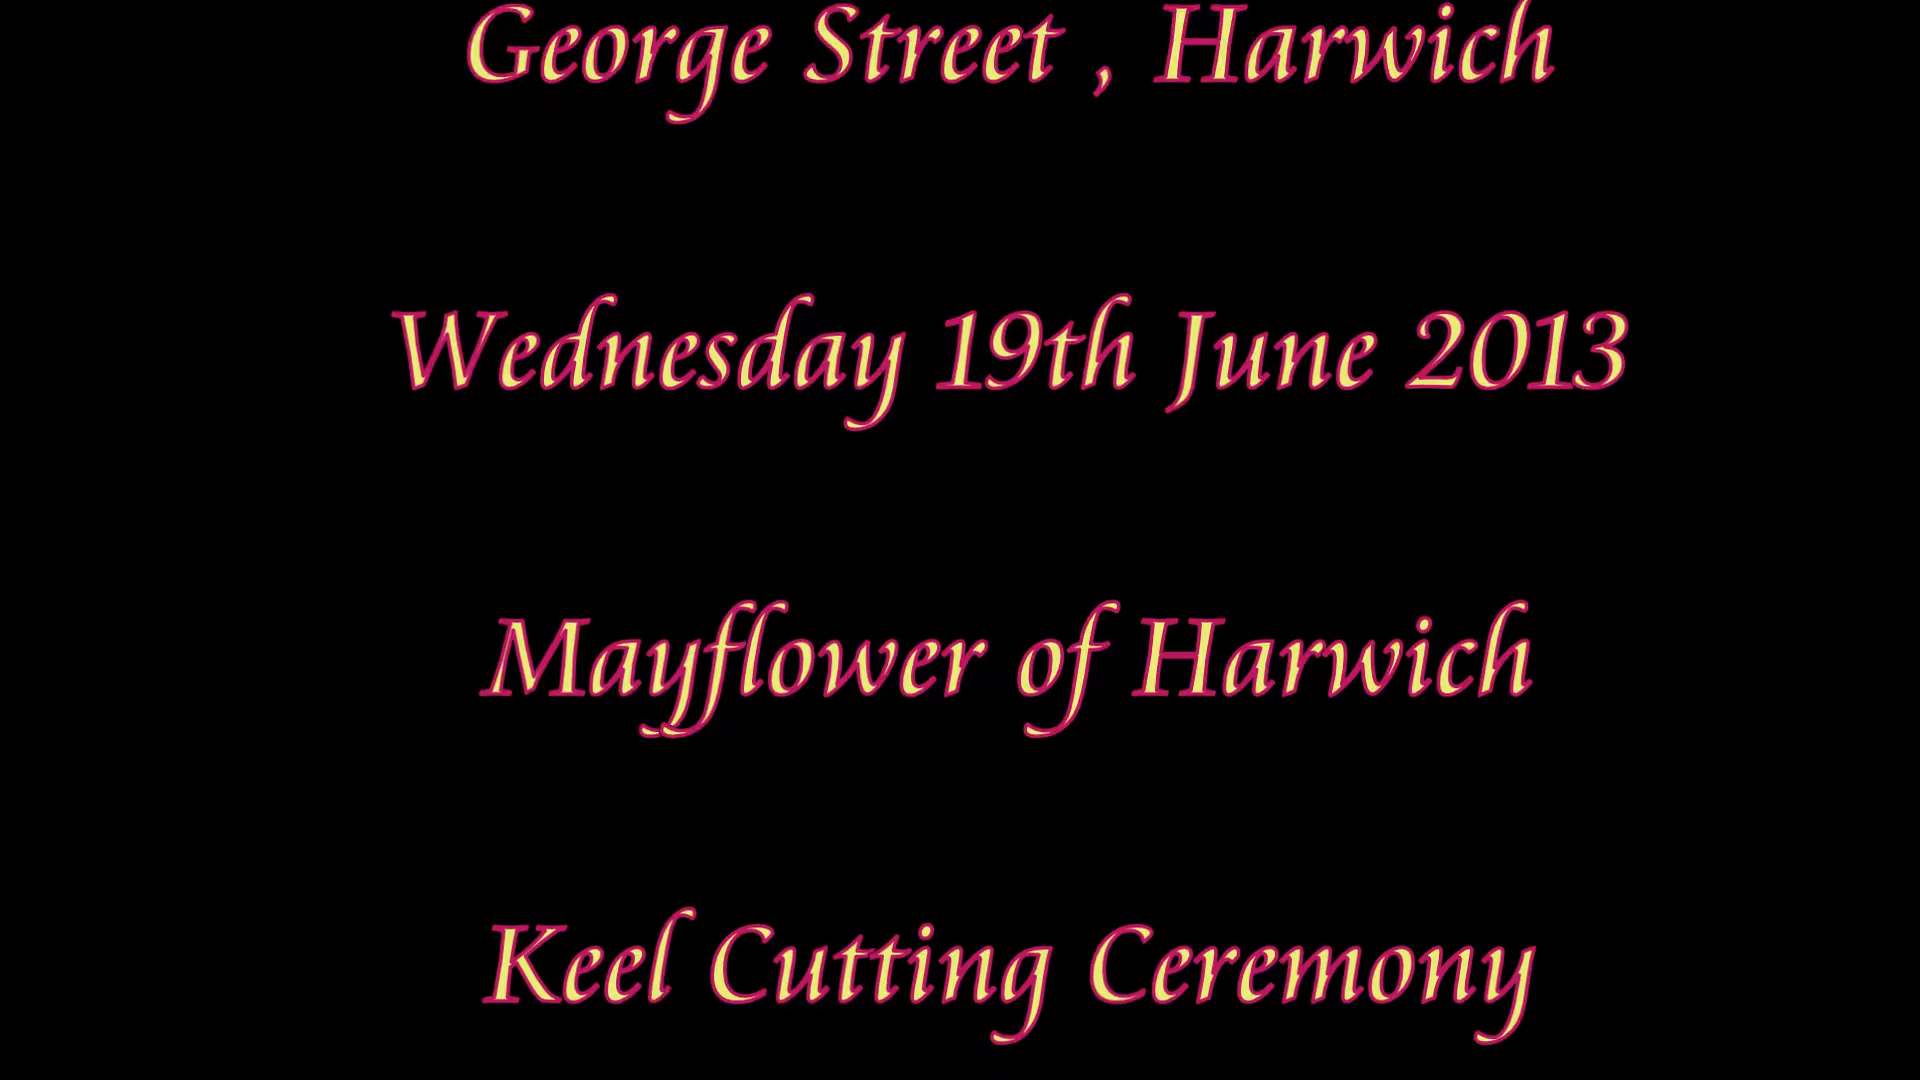 George Street , Harwich
Wednesday 19th June 2013
Mayflower of Harwich
Keel Cutting Ceremony